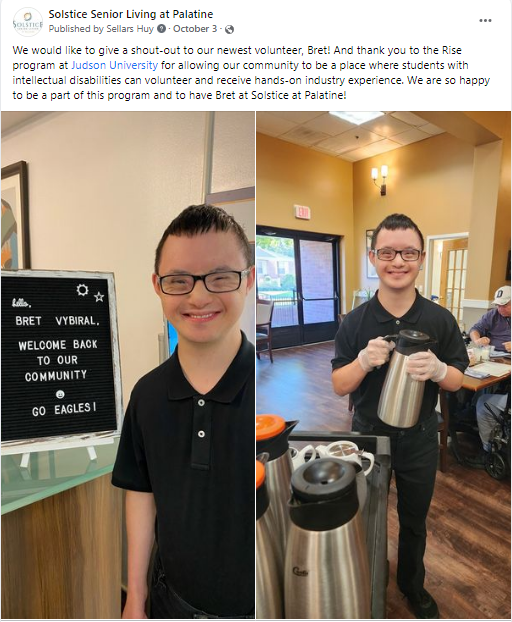 SOLSTICE
Solstice Senior Living at Palatine
Published by Sellars Huy · October 3 ·
We would like to give a shout-out to our newest volunteer, Bret! And thank you to the Rise
program at Judson University for allowing our community to be a place where students with
intellectual disabilities can volunteer and receive hands-on industry experience. We are so happy
to be a part of this program and to have Bret at Solstice at Palatine!
hello,
BRET VYBIRAL,
WELCOME BACK
TO OUR
COMMUNITY
GO EAGLES!
EXIT